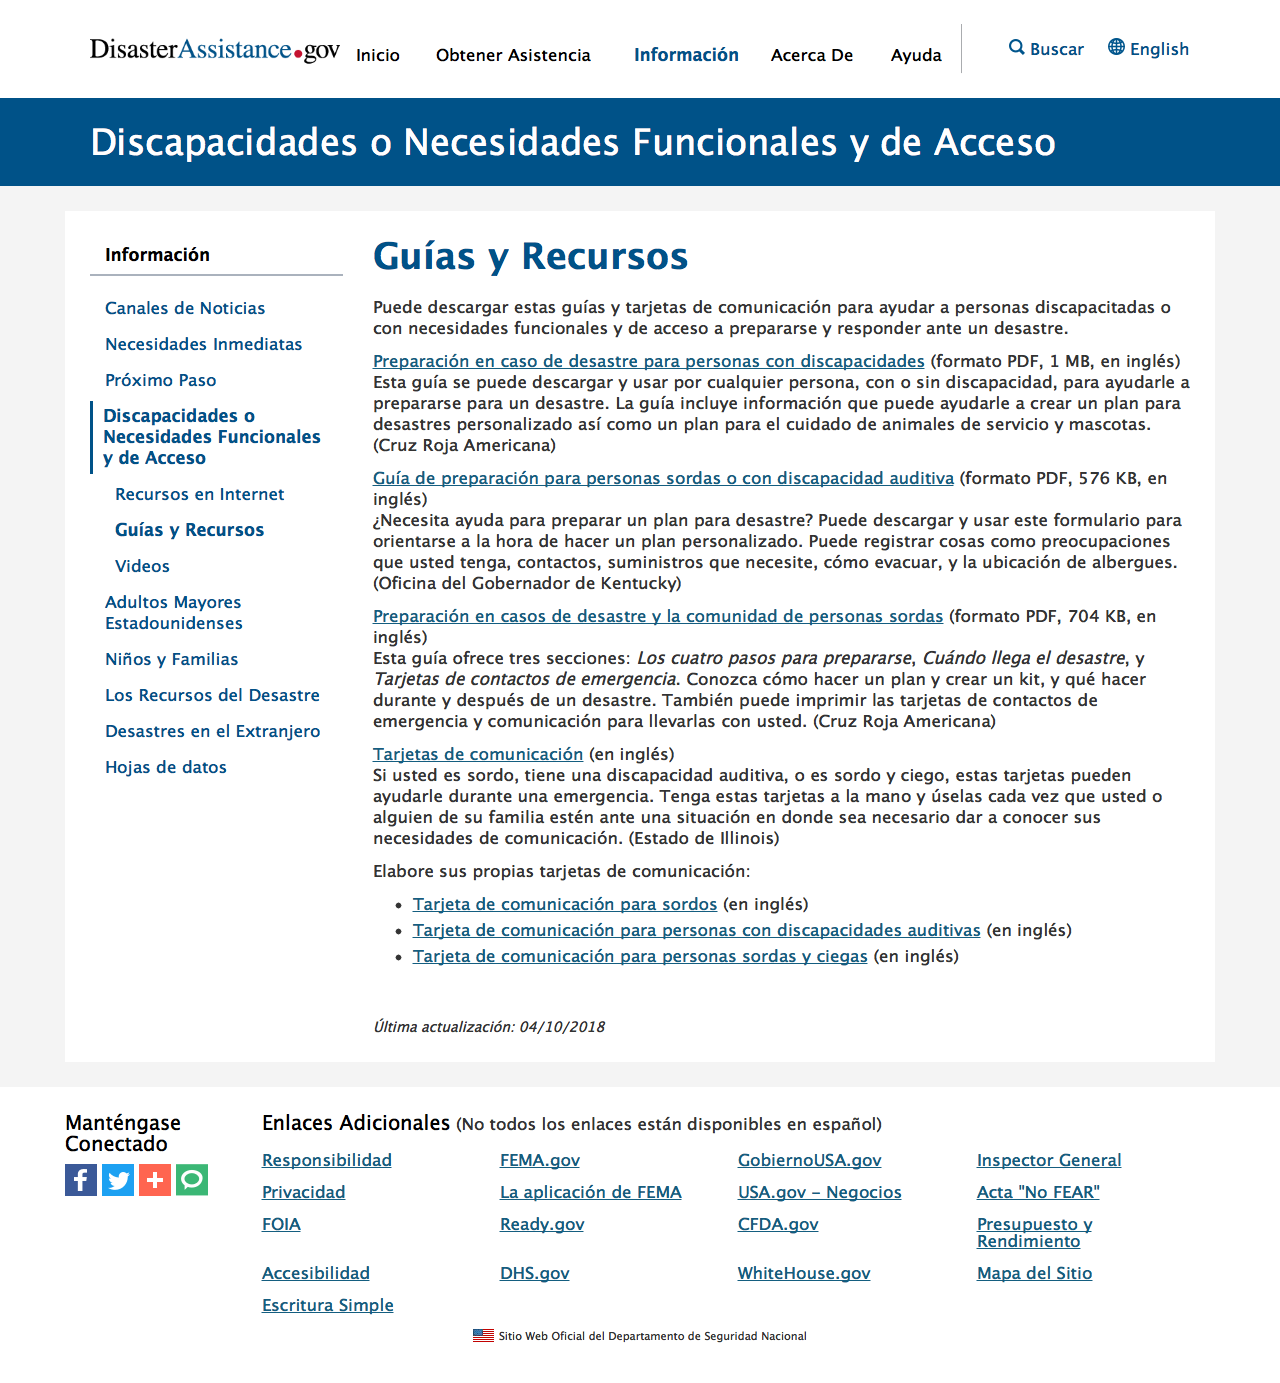 DisasterAssistance.gov
Inicio
Obtener Asistencia
Información
Acerca De
Ayuda
Buscar
English
Discapacidades o Necesidades Funcionales y de Acceso
Información
Canales de Noticias
Necesidades Inmediatas
Próximo Paso
Discapacidades o
Necesidades Funcionales
y de Acceso
Recursos en Internet
Guías y Recursos
Videos
Adultos Mayores
Estadounidenses
Niños y Familias
Los Recursos del Desastre
Desastres en el Extranjero
Hojas de datos
Guías y Recursos
Puede descargar estas guías y tarjetas de comunicación para ayudar a personas discapacitadas o
con necesidades funcionales y de acceso a prepararse y responder ante un desastre.
Preparación en caso de desastre para personas con discapacidades (formato PDF, 1 MB, en inglés)
Esta guía se puede descargar y usar por cualquier persona, con o sin discapacidad, para ayudarle a
prepararse para un desastre. La guía incluye información que puede ayudarle a crear un plan para
desastres personalizado así como un plan para el cuidado de animales de servicio y mascotas.
(Cruz Roja Americana)
Guía de preparación para personas sordas o con discapacidad auditiva (formato PDF, 576 KB, en
inglés)
¿Necesita ayuda para preparar un plan para desastre? Puede descargar y usar este formulario para
orientarse a la hora de hacer un plan personalizado. Puede registrar cosas como preocupaciones
que usted tenga, contactos, suministros que necesite, cómo evacuar, y la ubicación de albergues.
(Oficina del Gobernador de Kentucky)
Preparación en casos de desastre y la comunidad de personas sordas (formato PDF, 704 KB, en
inglés)
Esta guía ofrece tres secciones: Los cuatro pasos para prepararse, Cuándo llega el desastre, y
Tarjetas de contactos de emergencia. Conozca cómo hacer un plan y crear un kit, y qué hacer
durante y después de un desastre. También puede imprimir las tarjetas de contactos de
emergencia y comunicación para llevarlas con usted. (Cruz Roja Americana)
Tarjetas de comunicación (en inglés)
Si usted es sordo, tiene una discapacidad auditiva, o es sordo y ciego, estas tarjetas pueden
ayudarle durante una emergencia. Tenga estas tarjetas a la mano y úselas cada vez que usted o
alguien de su familia estén ante una situación en donde sea necesario dar a conocer sus
necesidades de comunicación. (Estado de Illinois)
Elabore sus propias tarjetas de comunicación:
• Tarjeta de comunicación para sordos (en inglés)
• Tarjeta de comunicación para personas con discapacidades auditivas (en inglés)
• Tarjeta de comunicación para personas sordas y ciegas (en inglés)
Última actualización: 04/10/2018
Manténgase
Conectado
Enlaces Adicionales (No todos los enlaces están disponibles en español)
Responsibilidad
FEMA.gov
GobiernoUSA.gov
Inspector General
Privacidad
La aplicación de FEMA
USA.gov – Negocios
Acta "No FEAR"
FOIA
Ready.gov
CFDA.gov
Presupuesto y
Rendimiento
Accesibilidad
DHS.gov
WhiteHouse.gov
Mapa del Sitio
Escritura Simple
Sitio Web Oficial del Departamento de Seguridad Nacional